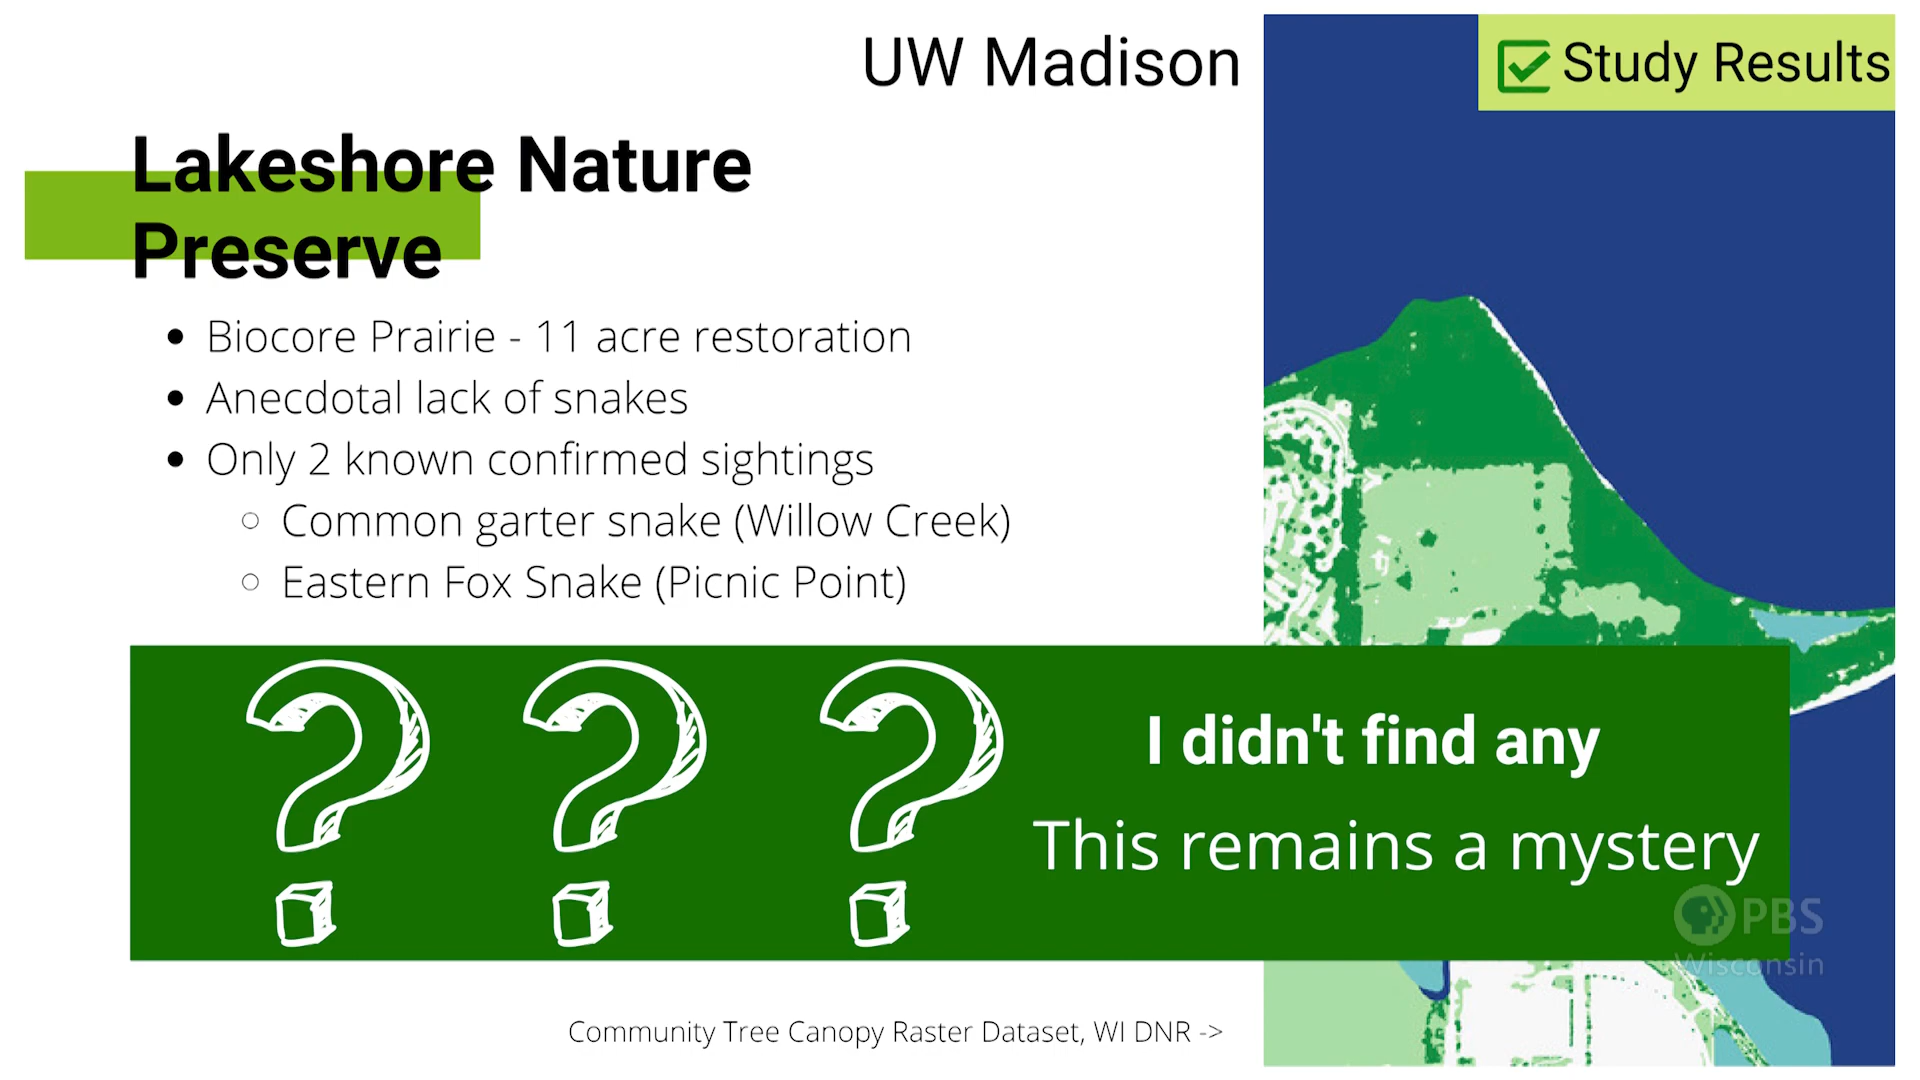 UW Madison
Study Results
Lakeshore Nature
Preserve
Biocore Prairie - 11 acre restoration
Anecdotal lack of snakes
Only 2 known confirmed sightings
Common garter snake (Willow Creek)
Eastern Fox Snake (Picnic Point)
? ? ?
I didn't find any
This remains a mystery
PBS
Wisconsin
Community Tree Canopy Raster Dataset, WI DNR ->